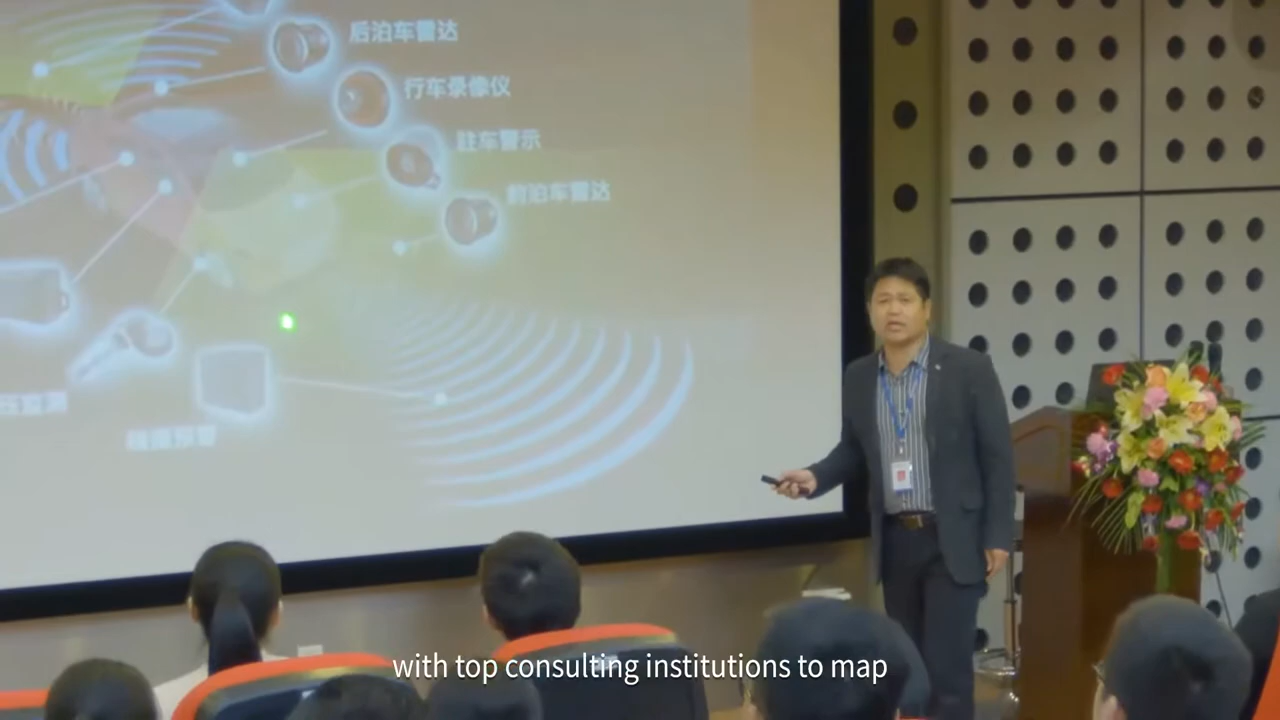 后泊车雷达
行车录像仪
驻车警示
前泊车雷达
with top consulting institutions to map